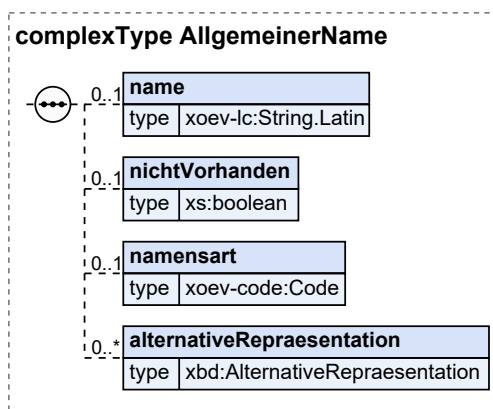 complexType AllgemeinerName
0..1 name
type xoev-lc:String.Latin
0..1 nichtVorhanden
type xs:boolean
0..1 namensart
type xoev-code:Code
0..* alternativeRepraesentation
type xbd:AlternativeRepraesentation